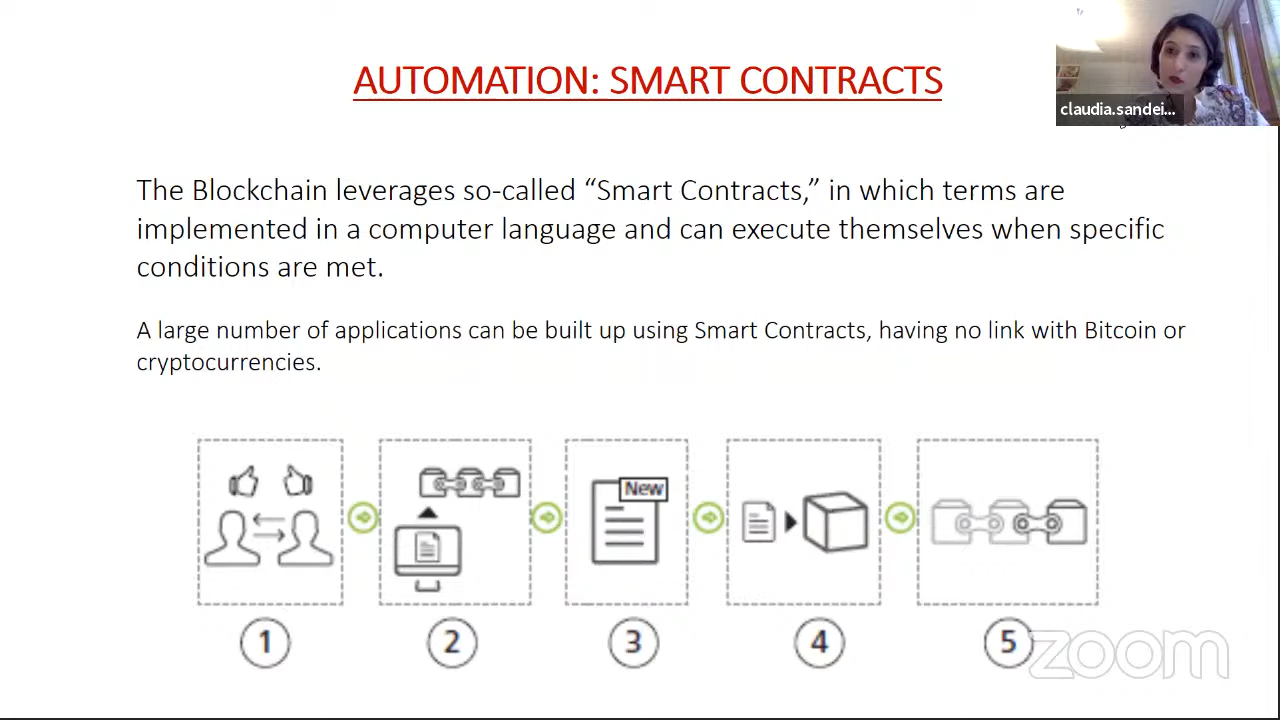 AUTOMATION: SMART CONTRACTS
claudia.sandei...
The Blockchain leverages so-called “Smart Contracts,” in which terms are
implemented in a computer language and can execute themselves when specific
conditions are met.
A large number of applications can be built up using Smart Contracts, having no link with Bitcoin or
cryptocurrencies.
New
1
2
3
4
5
zoom